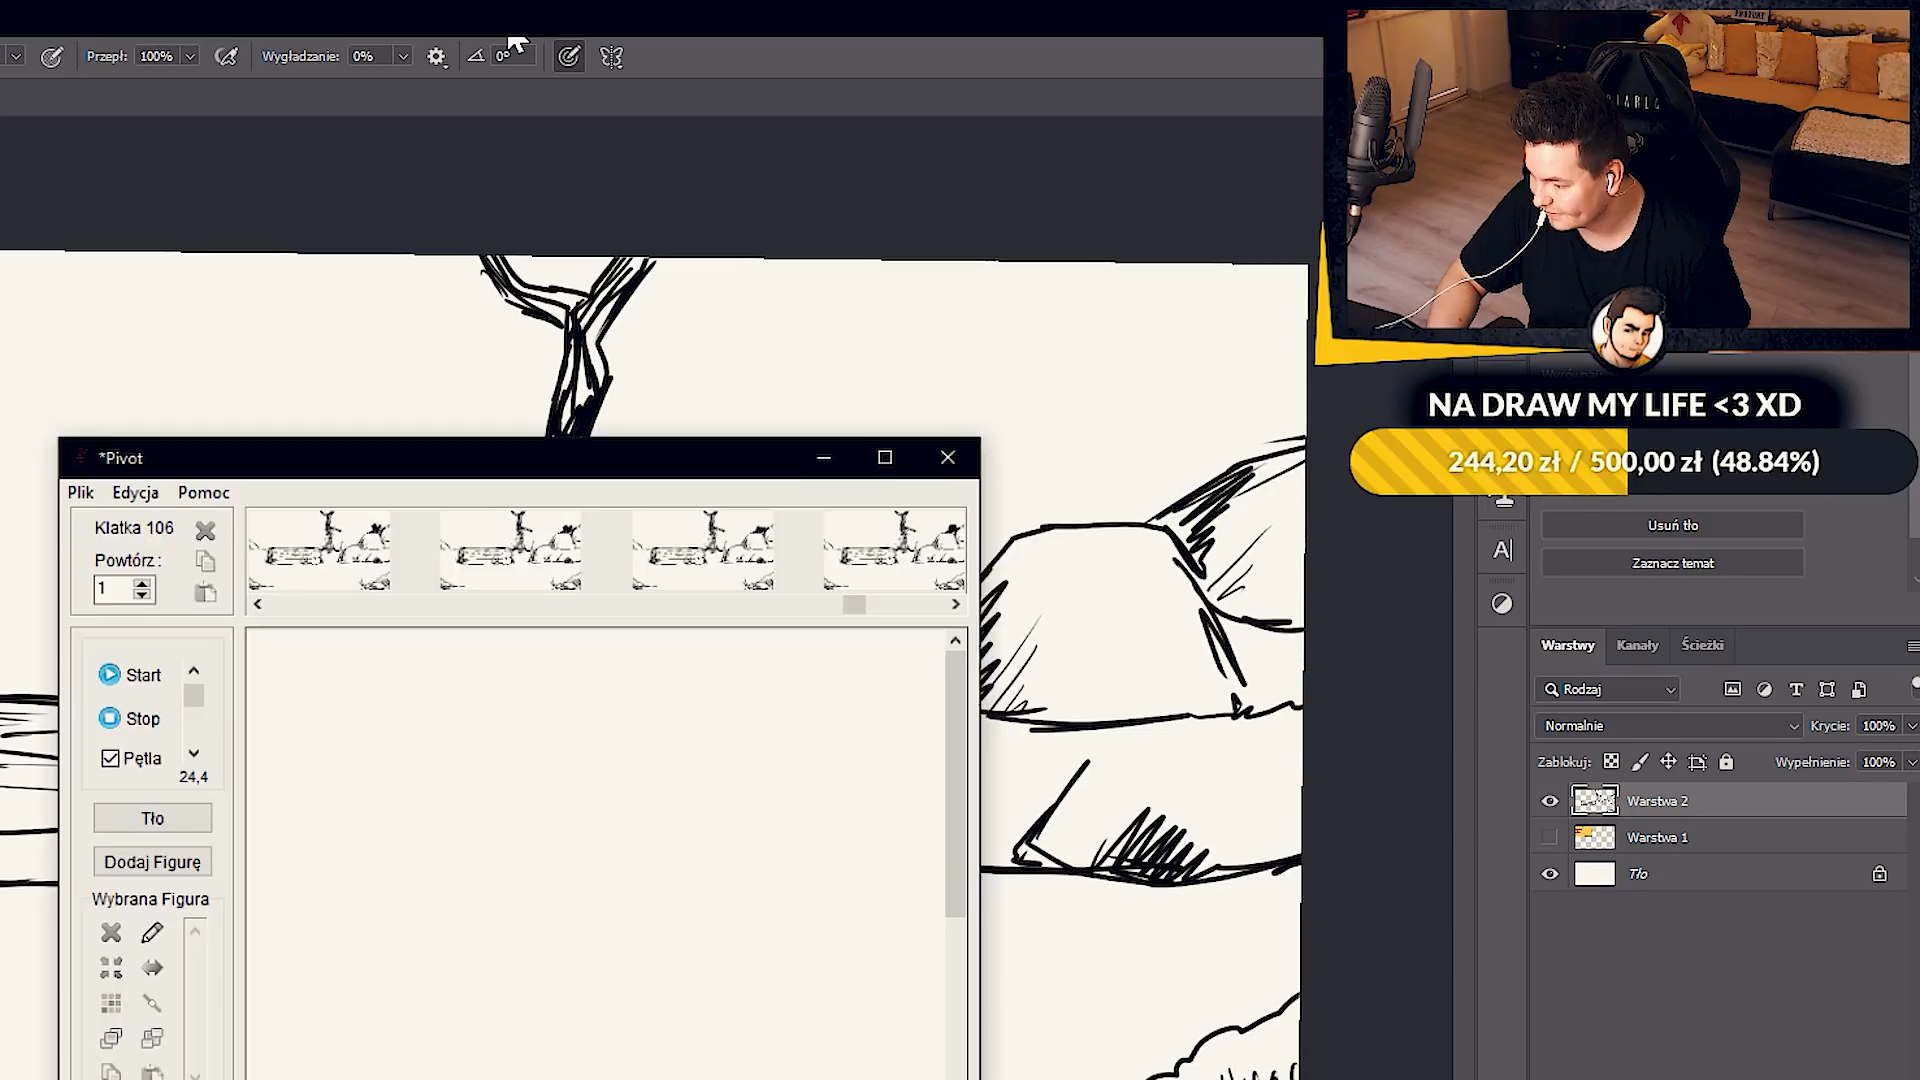 Przepł: 100% Wygładzanie: 0% 0°
NA DRAW MY LIFE <3 XD
244,20 zł / 500,00 zł (48.84%)
*Pivot
Plik Edycja Pomoc
Klatka 106
Powtórz :
1
Start
Stop
Pętla
24,4
Tło
Dodaj Figurę
Wybrana Figura
A
Usuń tło
Zaznacz temat
Warstwy Kanały Ścieżki
Rodzaj
Normalnie Krycie: 100%
Zablokuj: Wypełnienie: 100%
Warstwa 2
Warstwa 1
Tło